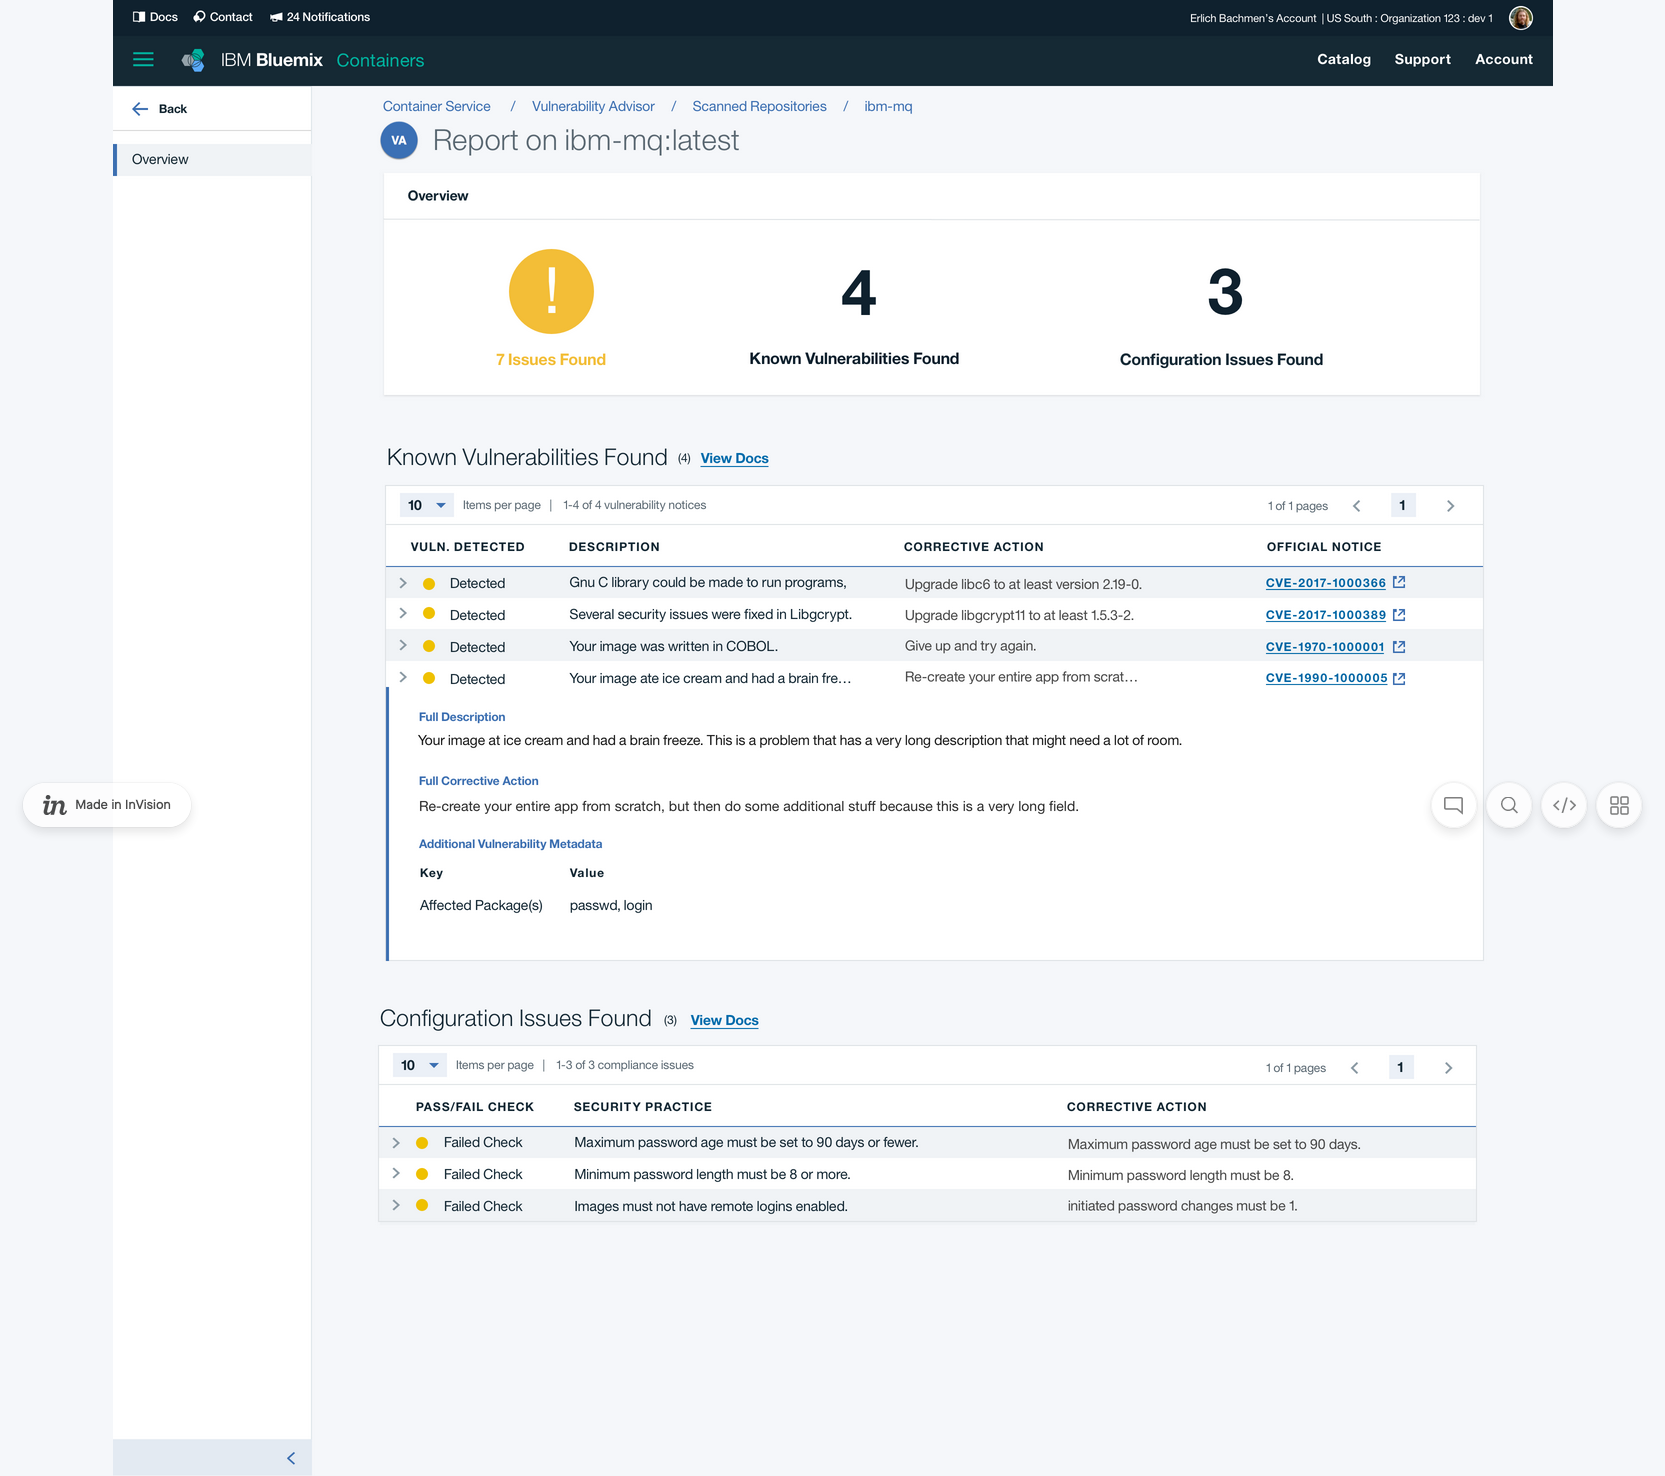 Docs Contact 24 Notifications Erlich Bachmen's Account | US South : Organization 123 : dev 1
IBM Bluemix Containers Catalog Support Account
Back
Overview
Container Service / Vulnerability Advisor / Scanned Repositories / ibm-mq
VA Report on ibm-mq:latest
Overview
! 4 3
7 Issues Found Known Vulnerabilities Found Configuration Issues Found
Known Vulnerabilities Found (4) View Docs
10 Items per page | 1-4 of 4 vulnerability notices 1 of 1 pages 1
VULN. DETECTED DESCRIPTION CORRECTIVE ACTION OFFICIAL NOTICE
Detected Gnu C library could be made to run programs, Upgrade libc6 to at least version 2.19-0. CVE-2017-1000366
Detected Several security issues were fixed in Libgcrypt. Upgrade libgcrypt11 to at least 1.5.3-2. CVE-2017-1000389
Detected Your image was written in COBOL. Give up and try again. CVE-1970-1000001
Detected Your image ate ice cream and had a brain fre... Re-create your entire app from scrat... CVE-1990-1000005
Full Description
Your image at ice cream and had a brain freeze. This is a problem that has a very long description that might need a lot of room.
Full Corrective Action
Re-create your entire app from scratch, but then do some additional stuff because this is a very long field.
in Made in InVision
Additional Vulnerability Metadata
Key Value
Affected Package(s) passwd, login
Configuration Issues Found (3) View Docs
10 Items per page | 1-3 of 3 compliance issues 1 of 1 pages 1
PASS/FAIL CHECK SECURITY PRACTICE CORRECTIVE ACTION
Failed Check Maximum password age must be set to 90 days or fewer. Maximum password age must be set to 90 days.
Failed Check Minimum password length must be 8 or more. Minimum password length must be 8.
Failed Check Images must not have remote logins enabled. initiated password changes must be 1.